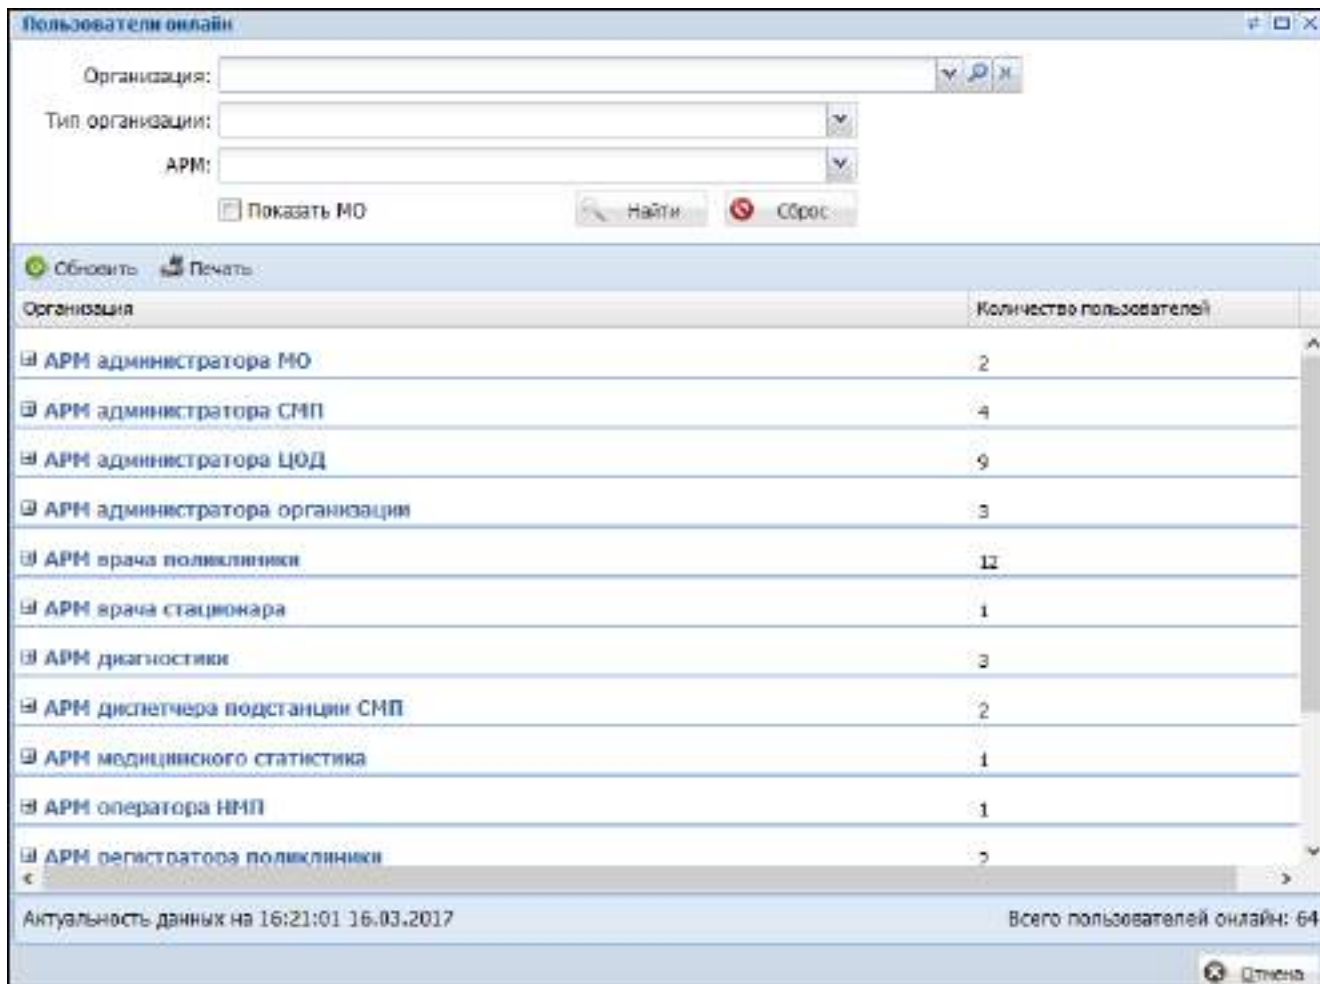 Пользователи онлайн
Организация:
Тип организации:
АРМ:
Показать МО Найти Сброс
Обновить Печать
Организация Количество пользователей
АРМ администратора МО 2
АРМ администратора СМП 4
АРМ администратора ЦОД 9
АРМ администратора организации 3
АРМ врача поликлиники 12
АРМ врача стационара 1
АРМ диагностики 3
АРМ диспетчера подстанции СМП 2
АРМ медицинского статистика 1
АРМ оператора НМП 1
АРМ регистратора поликлиники 2
Актуальность данных на 16:21:01 16.03.2017 Всего пользователей онлайн: 64
Отмена